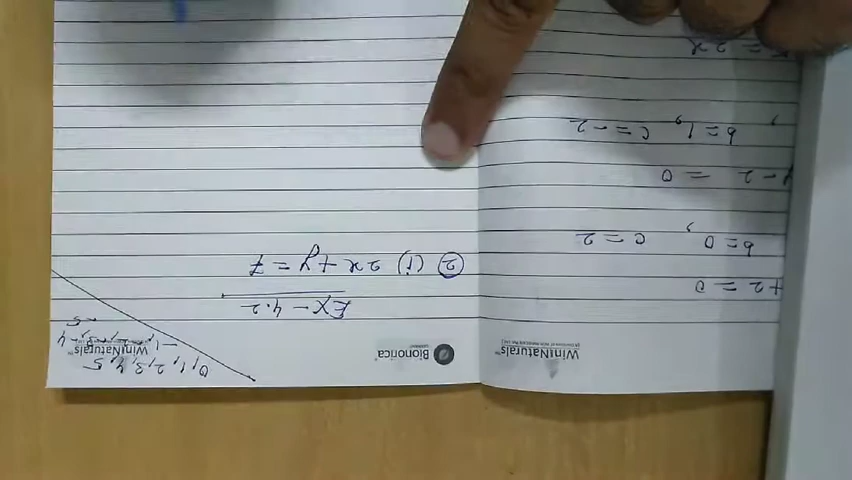 WiniNaturals
Bionorica
0, 1, 2, 3, 4, 5
Ex - 4.2
② (i) 2x + y = 7
+ 2 = 0
b = 0, c = 2
y - 2 = 0
, b = 1, c = -2
= 2x